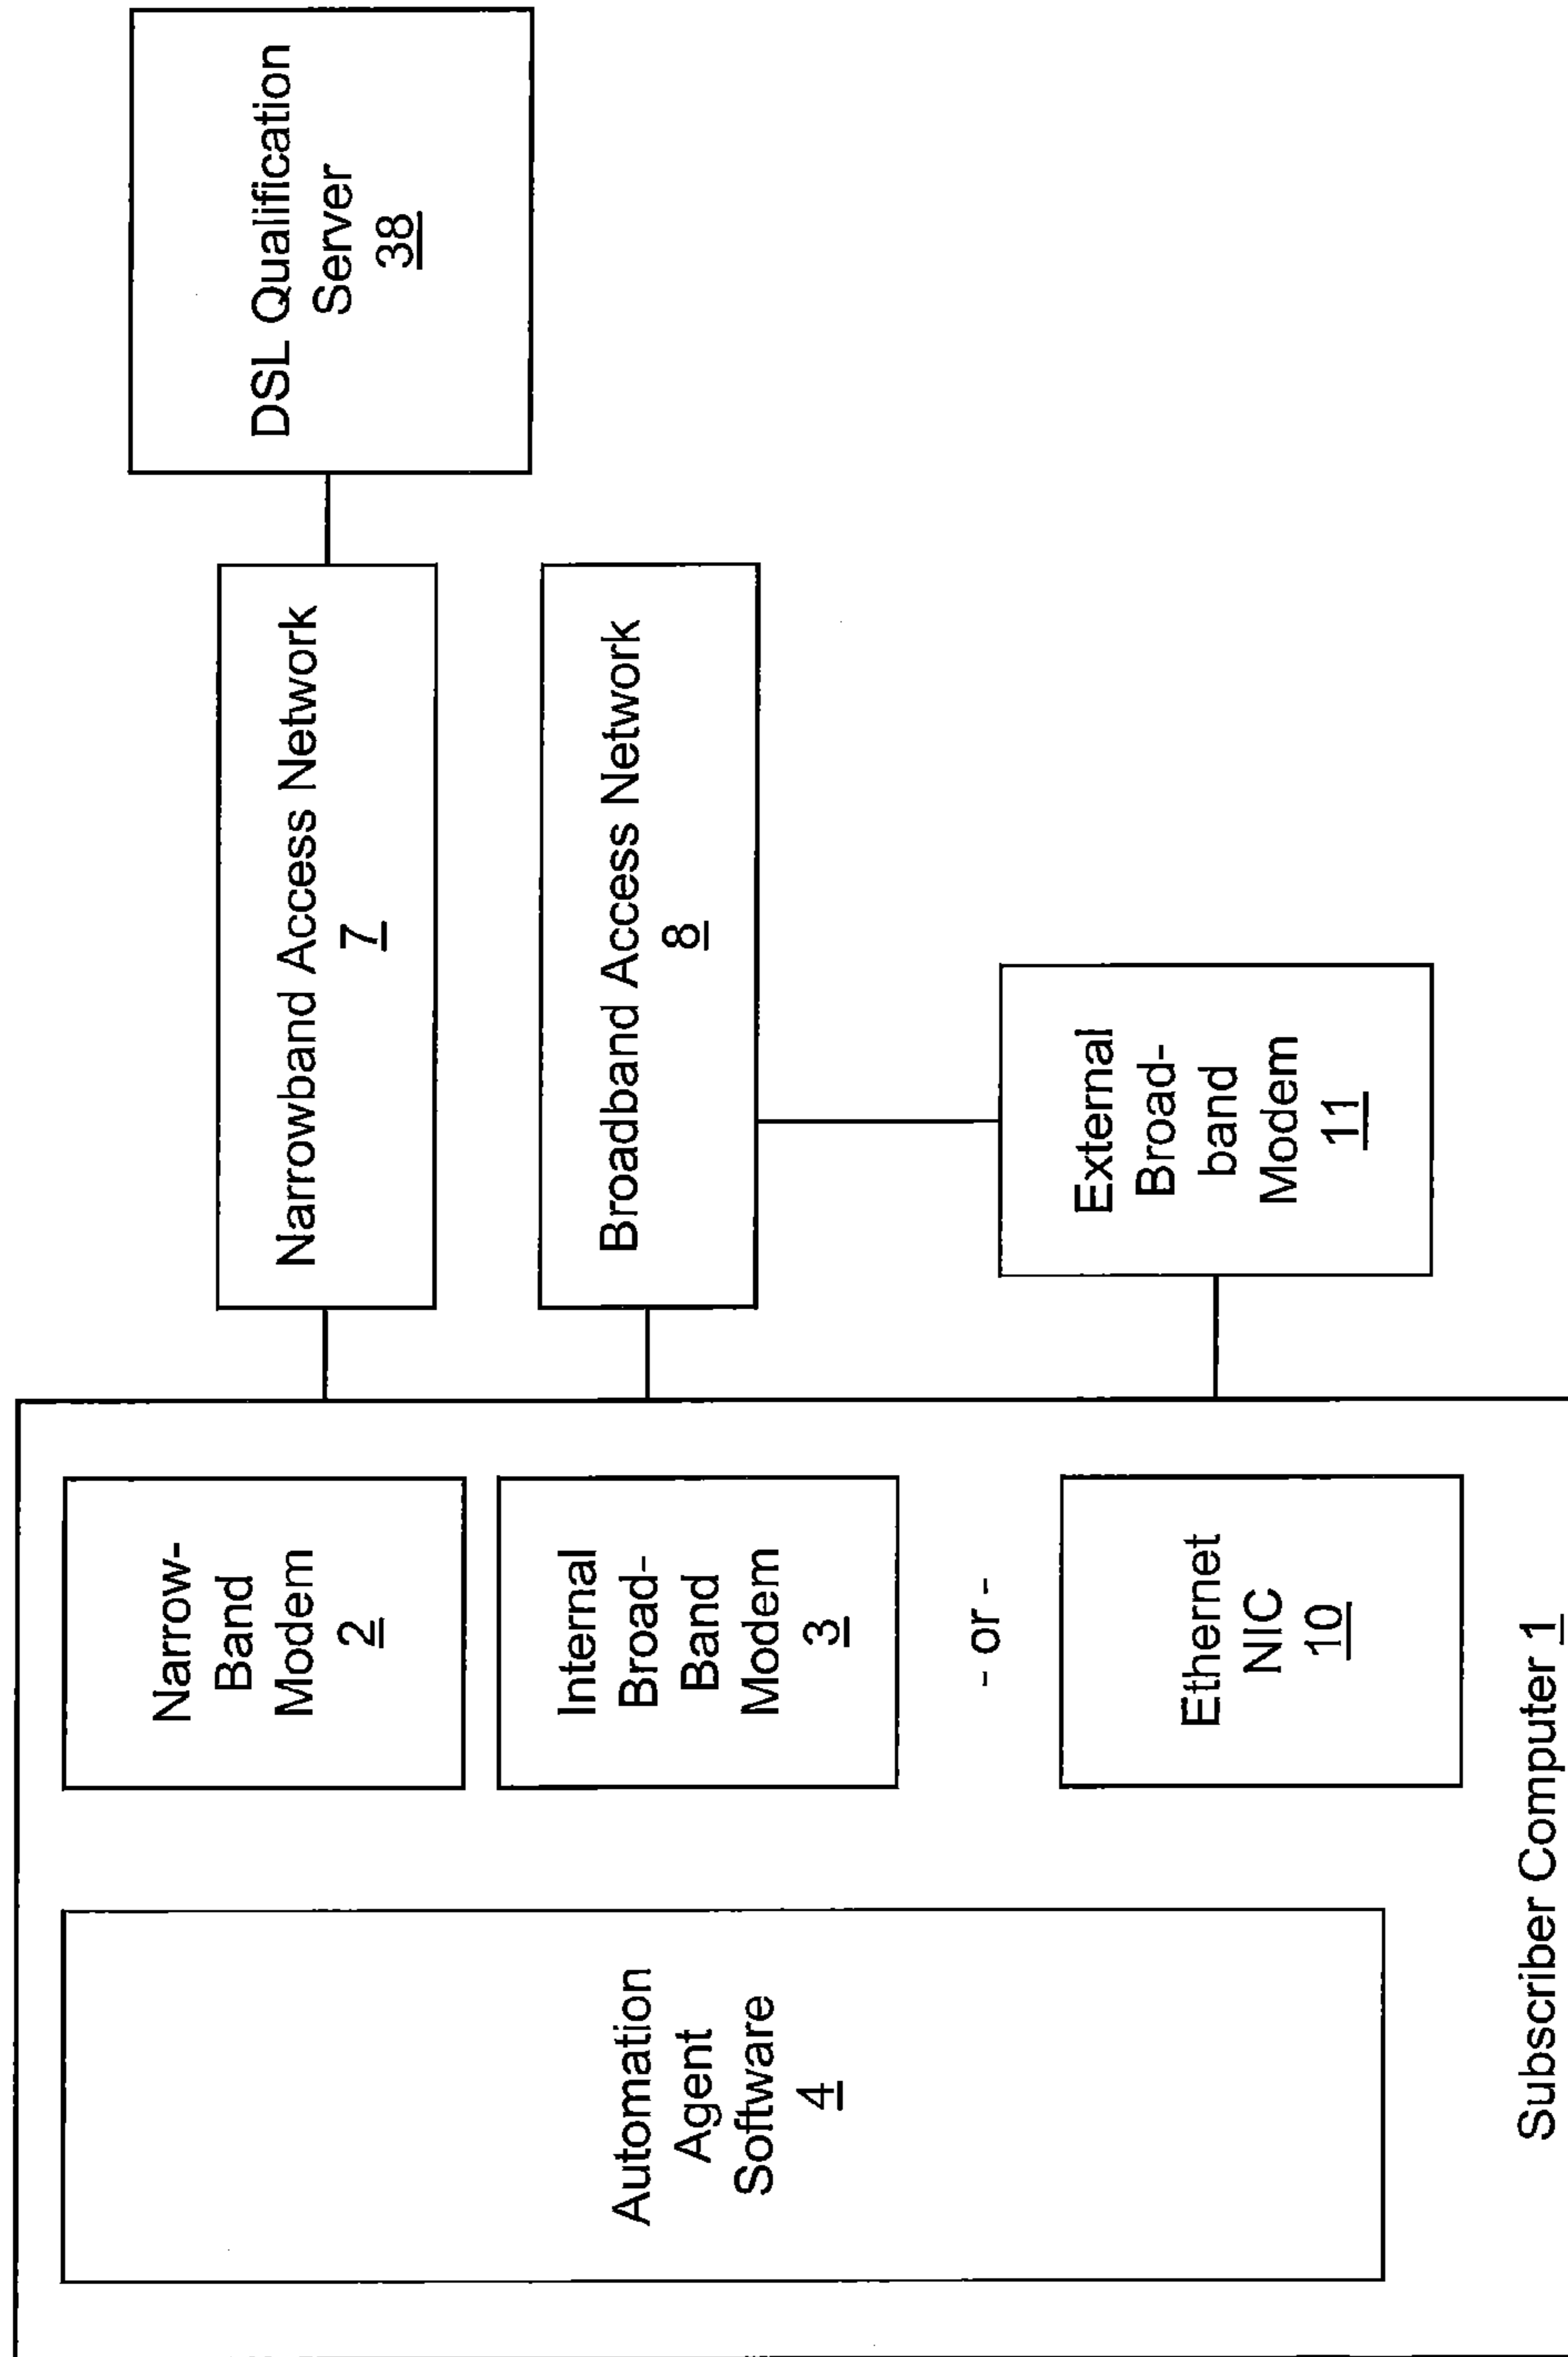 Automation
Agent
Software
4
Narrow-
Band
Modem
2
Internal
Broad-
Band
Modem
3
- or -
Ethernet
NIC
10
Subscriber Computer 1
Narrowband Access Network
7
Broadband Access Network
8
External
Broad-
band
Modem
11
DSL Qualification
Server
38